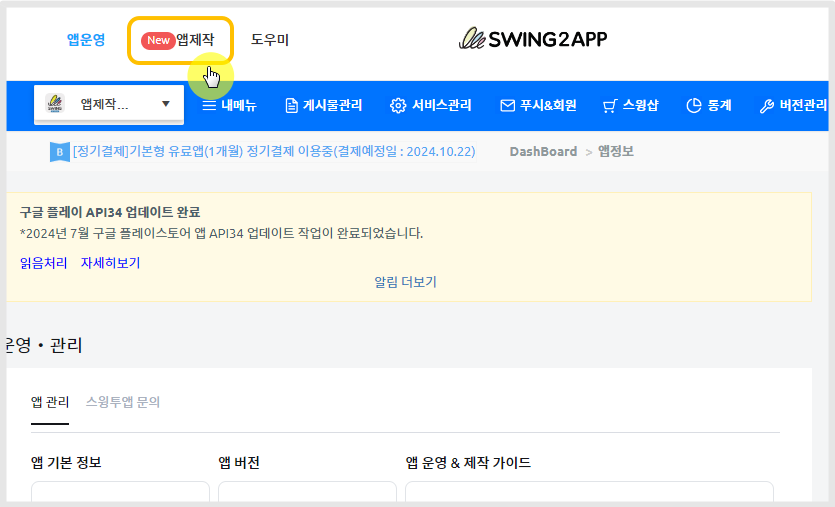 앱운영 New 앱제작 도우미 SWING2APP
앱제작... 내메뉴 게시물관리 서비스관리 푸시&회원 스윙샵 통계 버전관리
B [정기결제]기본형 유료앱(1개월) 정기결제 이용중(결제예정일 : 2024.10.22) DashBoard > 앱정보
구글 플레이 API34 업데이트 완료
*2024년 7월 구글 플레이스토어 앱 API34 업데이트 작업이 완료되었습니다.
읽음처리 자세히보기
알림 더보기
운영 • 관리
앱 관리 스윙투앱 문의
앱 기본 정보 앱 버전 앱 운영 & 제작 가이드